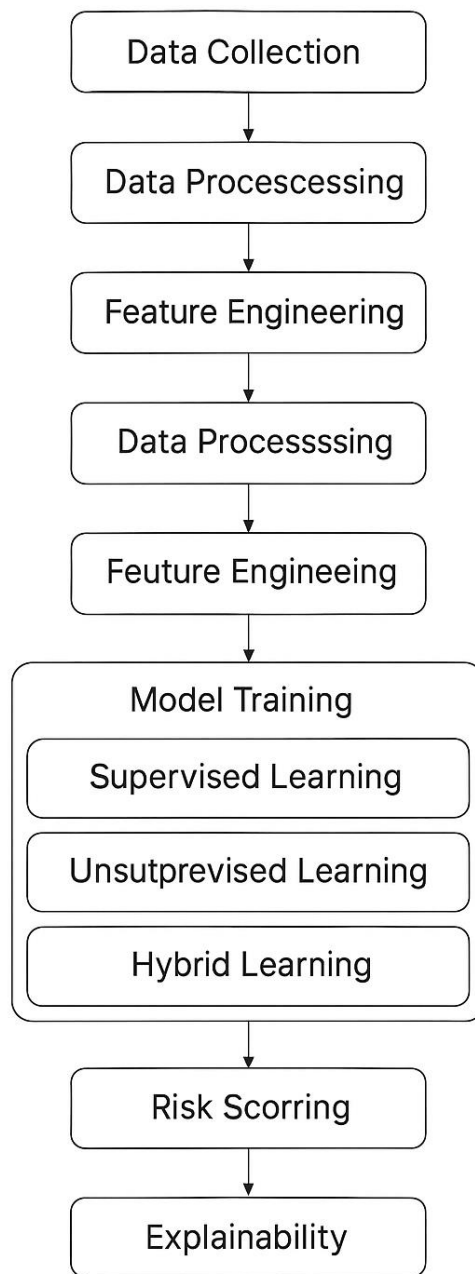 Data Collection
Data Procescessing
Feature Engineering
Data Processssing
Feuture Engineeing
Model Training
Supervised Learning
Unsutprevised Learning
Hybrid Learning
Risk Scorring
Explainability